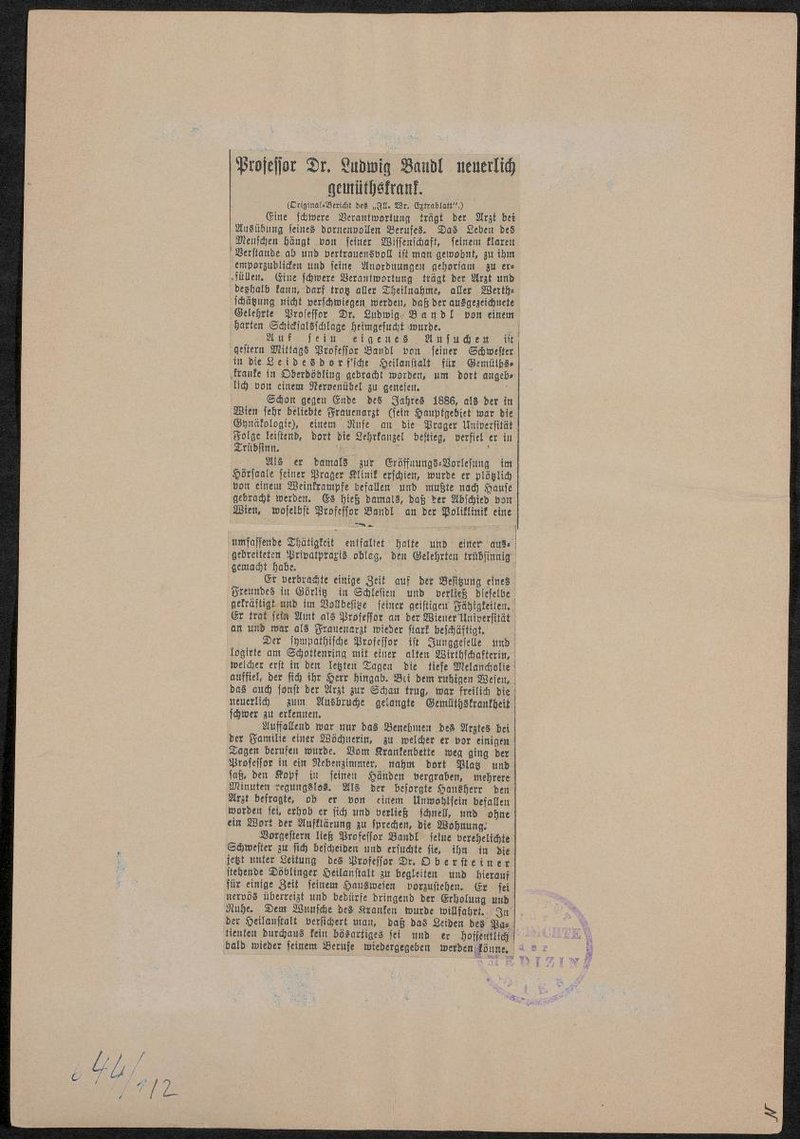 Professor Dr. Ludwig Bandl neuerlich
gemüthskrank.
(Original-Bericht des „Ill. Wr. Extrablatt“.)
Eine schwere Verantwortung trägt der Arzt bei
Ausübung seines dornenvollen Berufes. Das Leben des
Menschen hängt von seiner Wissenschaft, seinem klaren
Verstande ab und vertrauensvoll ist man gewohnt, zu ihm
emporzublicken und seine Anordnungen gehorsam zu er-
füllen. Eine schwere Verantwortung trägt der Arzt und
deßhalb kann, darf trotz aller Theilnahme, aller Werth-
schätzung nicht verschwiegen werden, daß der ausgezeichnete
Gelehrte Professor Dr. Ludwig Bandl von einem
harten Schicksalsschlage heimgesucht wurde.
Auf sein eigenes Ansuchen ist
gestern Mittags Professor Bandl von seiner Schwester
in die Leidesdorf'sche Heilanstalt für Gemüths-
kranke in Oberdöbling gebracht worden, um dort angeb-
lich von einem Nervenübel zu genesen.
Schon gegen Ende des Jahres 1886, als der in
Wien sehr beliebte Frauenarzt (sein Hauptgebiet war die
Gynäkologie), einem Rufe an die Prager Universität
Folge leistend, dort die Lehrkanzel bestieg, verfiel er in
Trübsinn.
Als er damals zur Eröffnungs-Vorlesung im
Hörsaale seiner Prager Klinik erschien, wurde er plötzlich
von einem Weinkrampfe befallen und mußte nach Hause
gebracht werden. Es hieß damals, daß der Abschied von
Wien, woselbst Professor Bandl an der Poliklinik eine
umfassende Thätigkeit entfaltet hatte und einer aus-
gebreiteten Privatpraxis oblag, den Gelehrten trübsinnig
gemacht habe.
Er verbrachte einige Zeit auf der Besitzung eines
Freundes in Görlitz in Schlesien und verließ dieselbe
gekräftigt und im Vollbesitze seiner geistigen Fähigkeiten.
Er trat sein Amt als Professor an der Wiener Universität
an und war als Frauenarzt wieder stark beschäftigt.
Der sympathische Professor ist Junggeselle und
logirte am Schottenring mit einer alten Wirthschafterin,
welcher erst in den letzten Tagen die tiefe Melancholie
auffiel, der sich ihr Herr hingab. Bei dem ruhigen Wesen,
das auch sonst der Arzt zur Schau trug, war freilich die
neuerlich zum Ausbruche gelangte Gemüthskrankheit
schwer zu erkennen.
Auffallend war nur das Benehmen des Arztes bei
der Familie einer Wöchnerin, zu welcher er vor einigen
Tagen berufen wurde. Vom Krankenbette weg ging der
Professor in ein Nebenzimmer, nahm dort Platz und
saß, den Kopf in seinen Händen vergraben, mehrere
Minuten regungslos. Als der besorgte Hausherr den
Arzt befragte, ob er von einem Unwohlsein befallen
worden sei, erhob er sich und verließ schnell, und ohne
ein Wort der Aufklärung zu sprechen, die Wohnung.
Vorgestern ließ Professor Bandl seine verehelichte
Schwester zu sich bescheiden und ersuchte sie, ihn in die
jetzt unter Leitung des Professor Dr. Obersteiner
stehende Döblinger Heilanstalt zu begleiten und hierauf
für einige Zeit seinem Hauswesen vorzustehen. Er sei
nervös überreizt und bedürfe dringend der Erholung und
Ruhe. Dem Wunsche des Kranken wurde willfahrt. In
der Heilanstalt versichert man, daß das Leiden des Pa-
tienten durchaus kein bösartiges sei und er hoffentlich
bald wieder seinem Berufe wiedergegeben werden könne.
der
MEDIZIN
WIEN
N